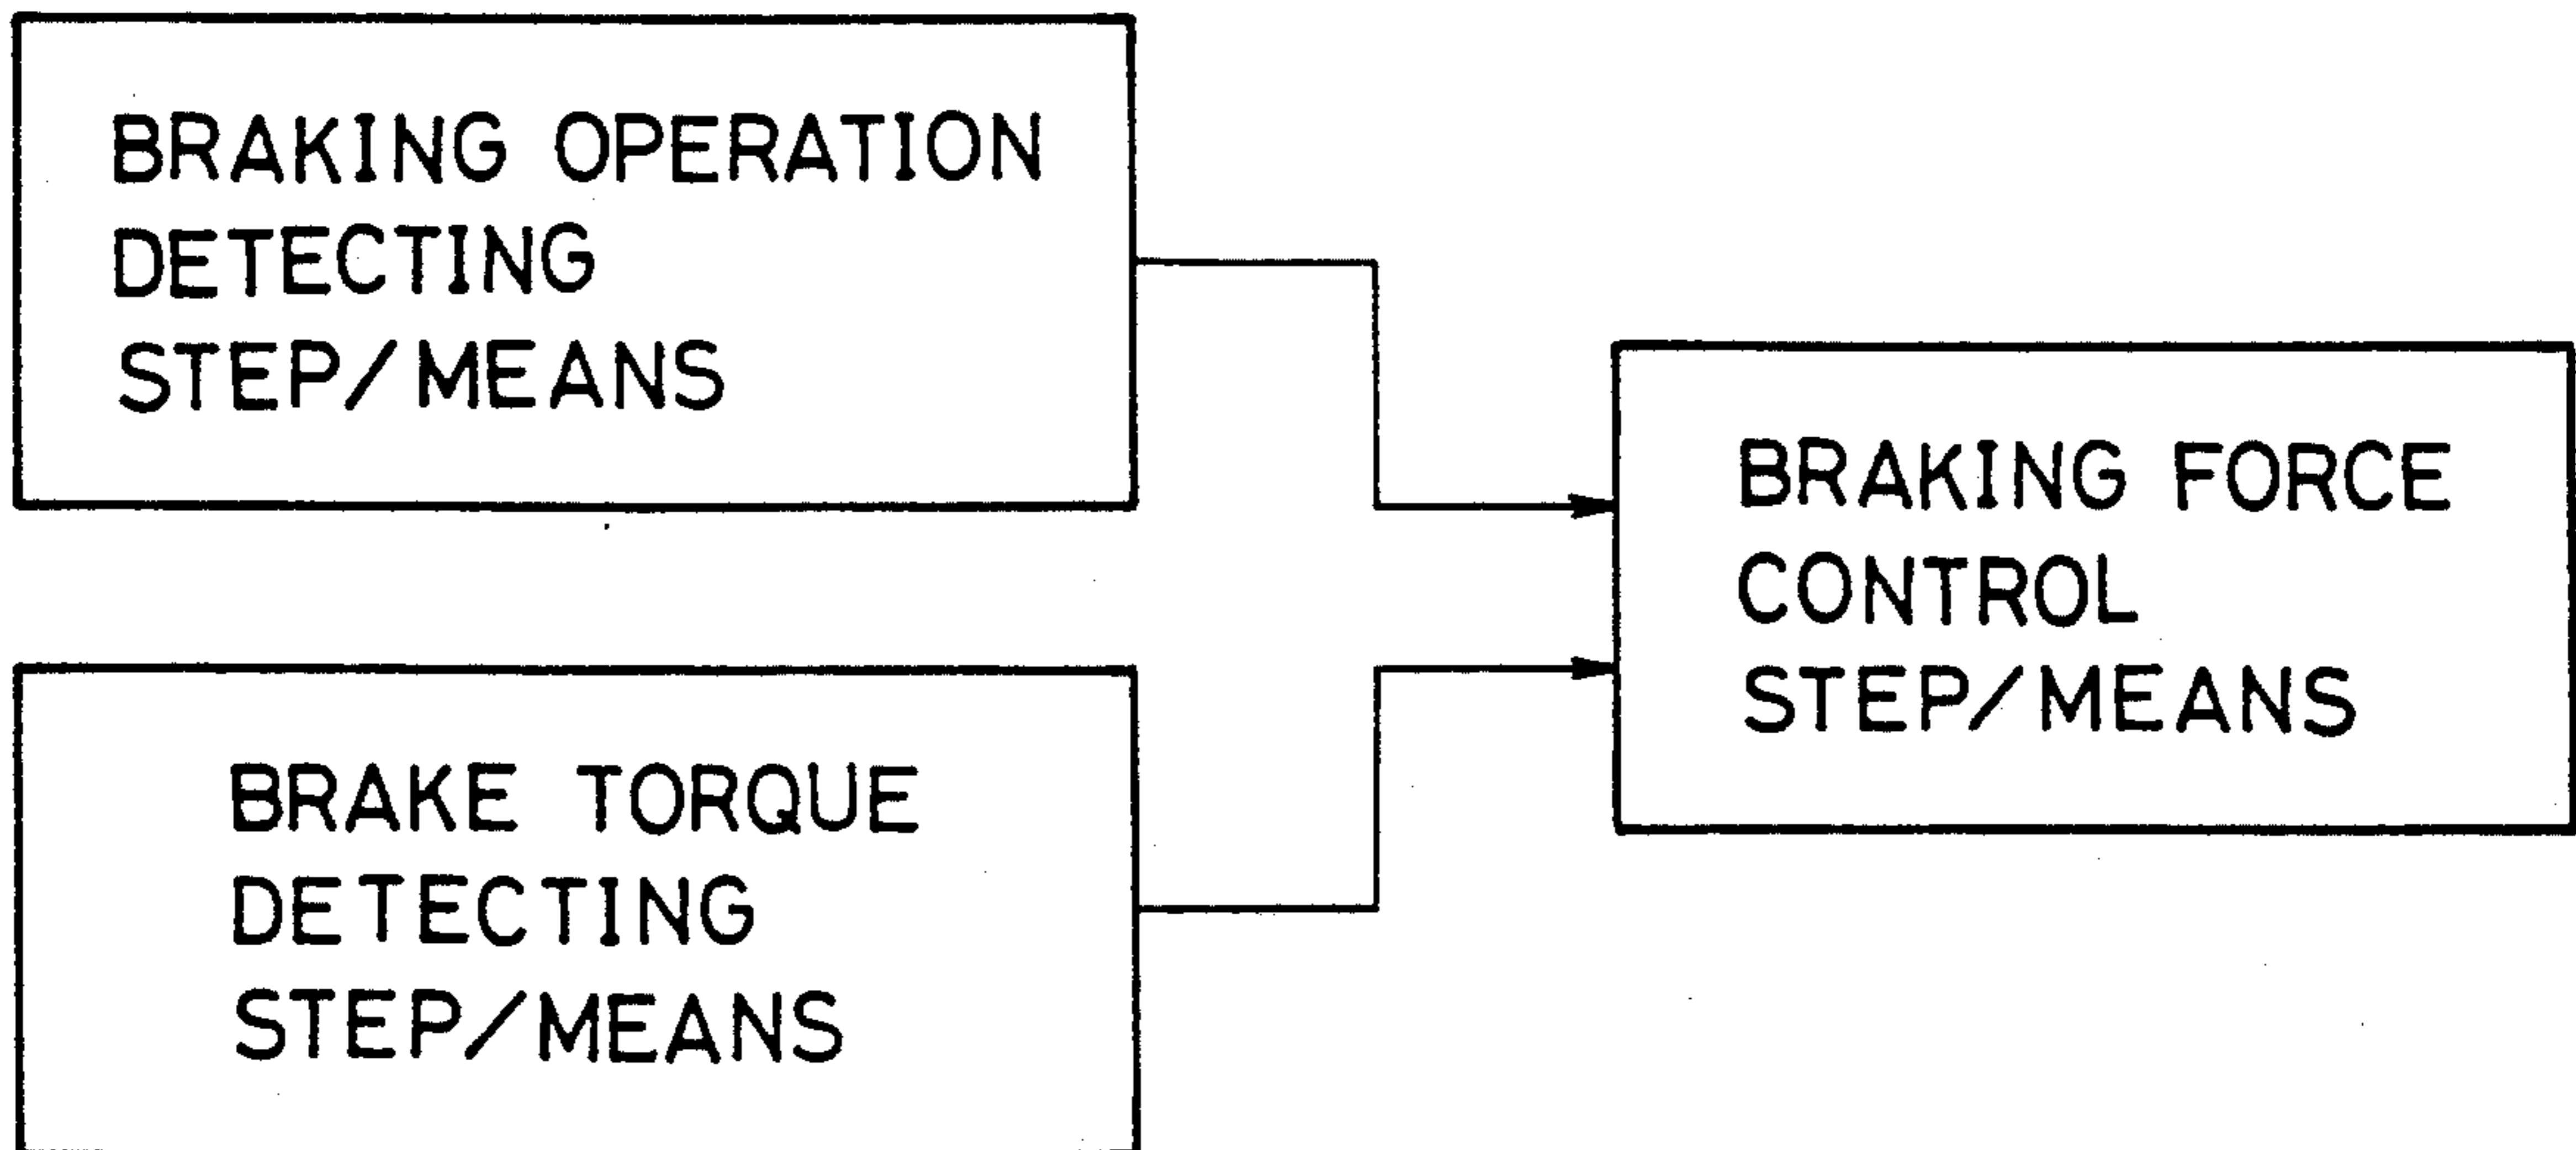 BRAKING OPERATION
DETECTING
STEP/MEANS
BRAKING FORCE
CONTROL
STEP/MEANS
BRAKE TORQUE
DETECTING
STEP/MEANS